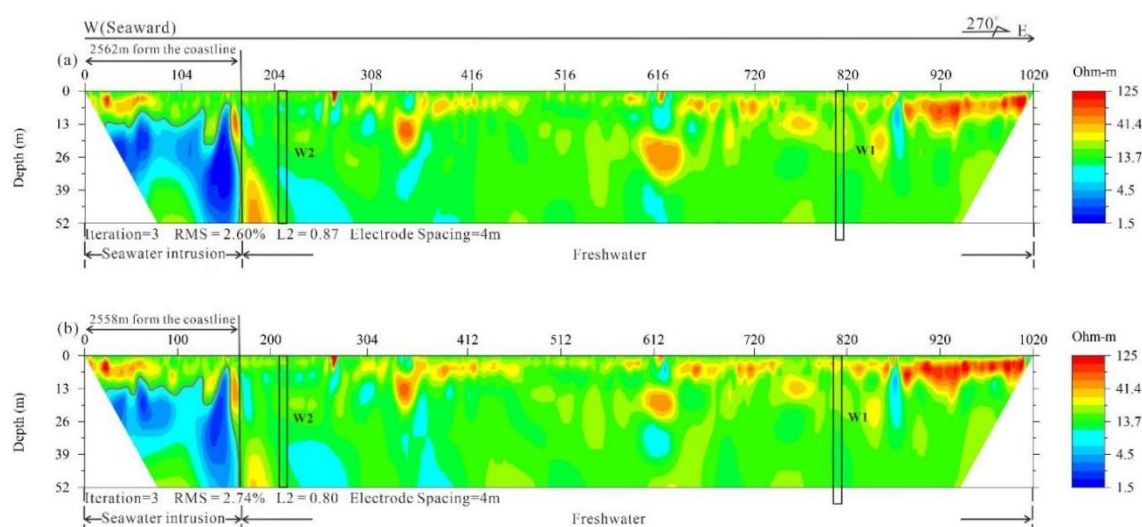 W(Seaward) 270° E
2562m form the coastline
(a) 0 104 204 308 416 516 616 720 820 920 1020 Ohm-m
0 125
13 41.4
Depth (m) 26 W2 W1 13.7
39 4.5
52 1.5
Iteration=3 RMS = 2.60% L2 = 0.87 Electrode Spacing=4m
Seawater intrusion Freshwater
2558m form the coastline
(b) 0 100 200 304 412 512 612 720 820 920 1020 Ohm-m
0 125
13 41.4
Depth (m) 26 W2 W1 13.7
39 4.5
52 1.5
Iteration=3 RMS = 2.74% L2 = 0.80 Electrode Spacing=4m
Seawater intrusion Freshwater